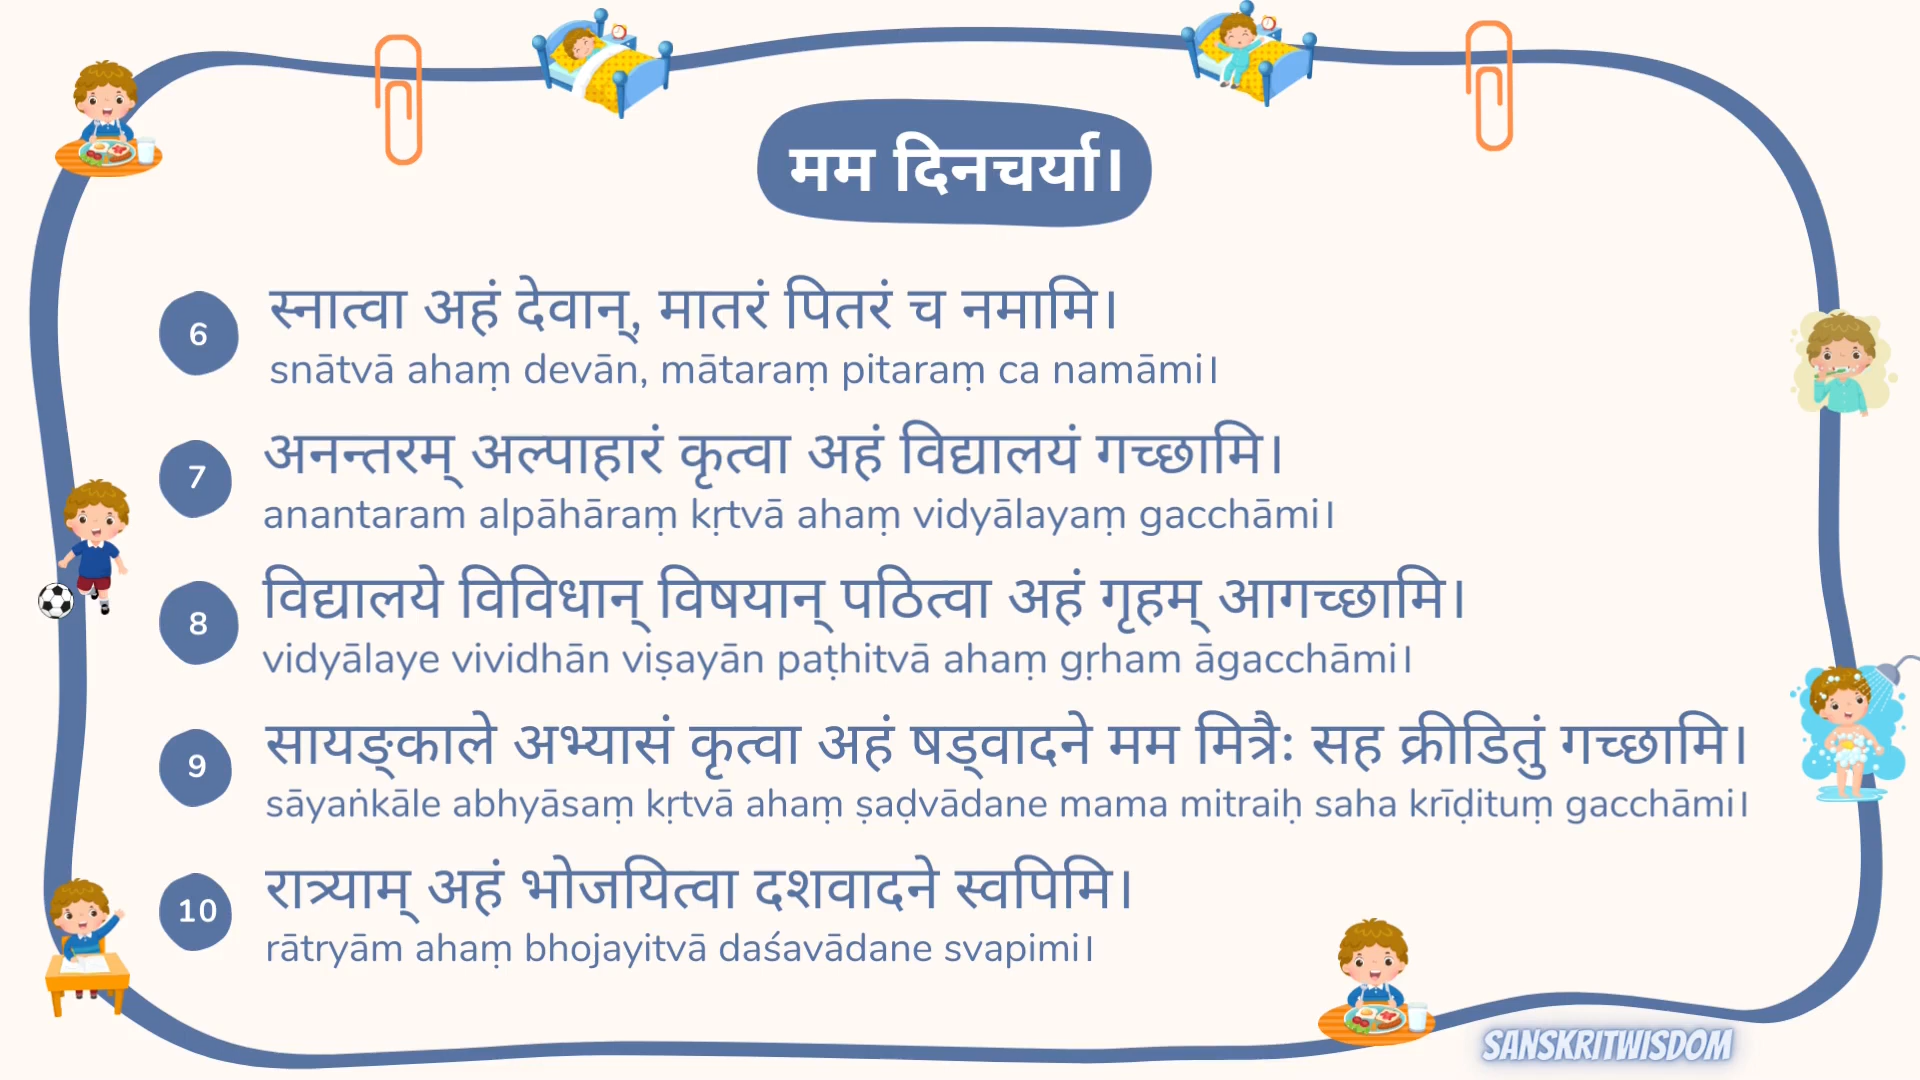 मम दिनचर्या।
6
स्नात्वा अहं देवान्, मातरं पितरं च नमामि।
snātvā ahaṃ devān, mātaraṃ pitaraṃ ca namāmi।
7
अनन्तरम् अल्पाहारं कृत्वा अहं विद्यालयं गच्छामि।
anantaram alpāhāraṃ kṛtvā ahaṃ vidyālayaṃ gacchāmi।
8
विद्यालये विविधान् विषयान् पठित्वा अहं गृहम् आगच्छामि।
vidyālaye vividhān viṣayān paṭhitvā ahaṃ gṛham āgacchāmi।
9
सायङ्काले अभ्यासं कृत्वा अहं षड्वादने मम मित्रैः सह क्रीडितुं गच्छामि।
sāyaṅkāle abhyāsaṃ kṛtvā ahaṃ ṣaḍvādane mama mitraiḥ saha krīḍituṃ gacchāmi।
10
रात्र्याम् अहं भोजयित्वा दशवादने स्वपिमि।
rātryām ahaṃ bhojayitvā daśavādane svapimi।
SANSKRITWISDOM